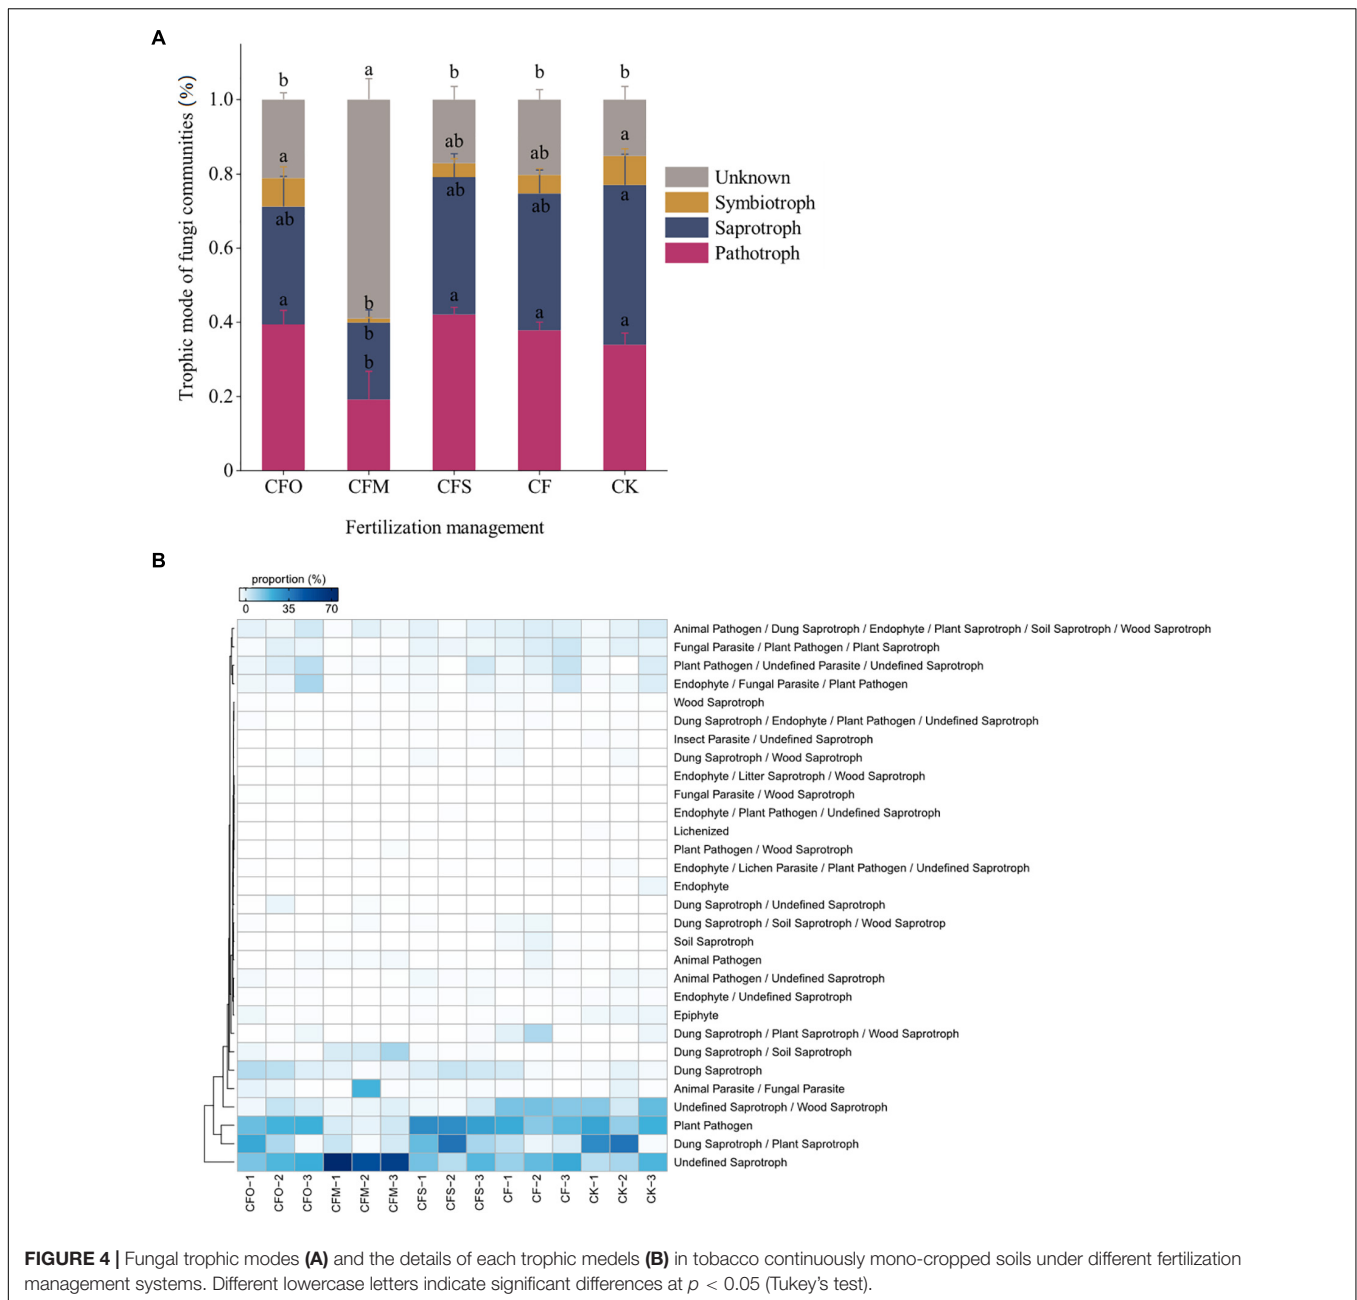 A
Trophic mode of fungi communities (%)
1.0
0.8
0.6
0.4
0.2
0
b a b b b
a b ab ab a
ab b ab ab a
a b a a a
CFO CFM CFS CF CK
Fertilization management
Unknown
Symbiotroph
Saprotroph
Pathotroph
B
proportion (%)
0 35 70
Animal Pathogen / Dung Saprotroph / Endophyte / Plant Saprotroph / Soil Saprotroph / Wood Saprotroph
Fungal Parasite / Plant Pathogen / Plant Saprotroph
Plant Pathogen / Undefined Parasite / Undefined Saprotroph
Endophyte / Fungal Parasite / Plant Pathogen
Wood Saprotroph
Dung Saprotroph / Endophyte / Plant Pathogen / Undefined Saprotroph
Insect Parasite / Undefined Saprotroph
Dung Saprotroph / Wood Saprotroph
Endophyte / Litter Saprotroph / Wood Saprotroph
Fungal Parasite / Wood Saprotroph
Endophyte / Plant Pathogen / Undefined Saprotroph
Lichenized
Plant Pathogen / Wood Saprotroph
Endophyte / Lichen Parasite / Plant Pathogen / Undefined Saprotroph
Endophyte
Dung Saprotroph / Undefined Saprotroph
Dung Saprotroph / Soil Saprotroph / Wood Saprotrop
Soil Saprotroph
Animal Pathogen
Animal Pathogen / Undefined Saprotroph
Endophyte / Undefined Saprotroph
Epiphyte
Dung Saprotroph / Plant Saprotroph / Wood Saprotroph
Dung Saprotroph / Soil Saprotroph
Dung Saprotroph
Animal Parasite / Fungal Parasite
Undefined Saprotroph / Wood Saprotroph
Plant Pathogen
Dung Saprotroph / Plant Saprotroph
Undefined Saprotroph
CFO−1 CFO−2 CFO−3 CFM−1 CFM−2 CFM−3 CFS−1 CFS−2 CFS−3 CF−1 CF−2 CF−3 CK−1 CK−2 CK−3
FIGURE 4 | Fungal trophic modes (A) and the details of each trophic medels (B) in tobacco continuously mono-cropped soils under different fertilization
management systems. Different lowercase letters indicate significant differences at p < 0.05 (Tukey's test).